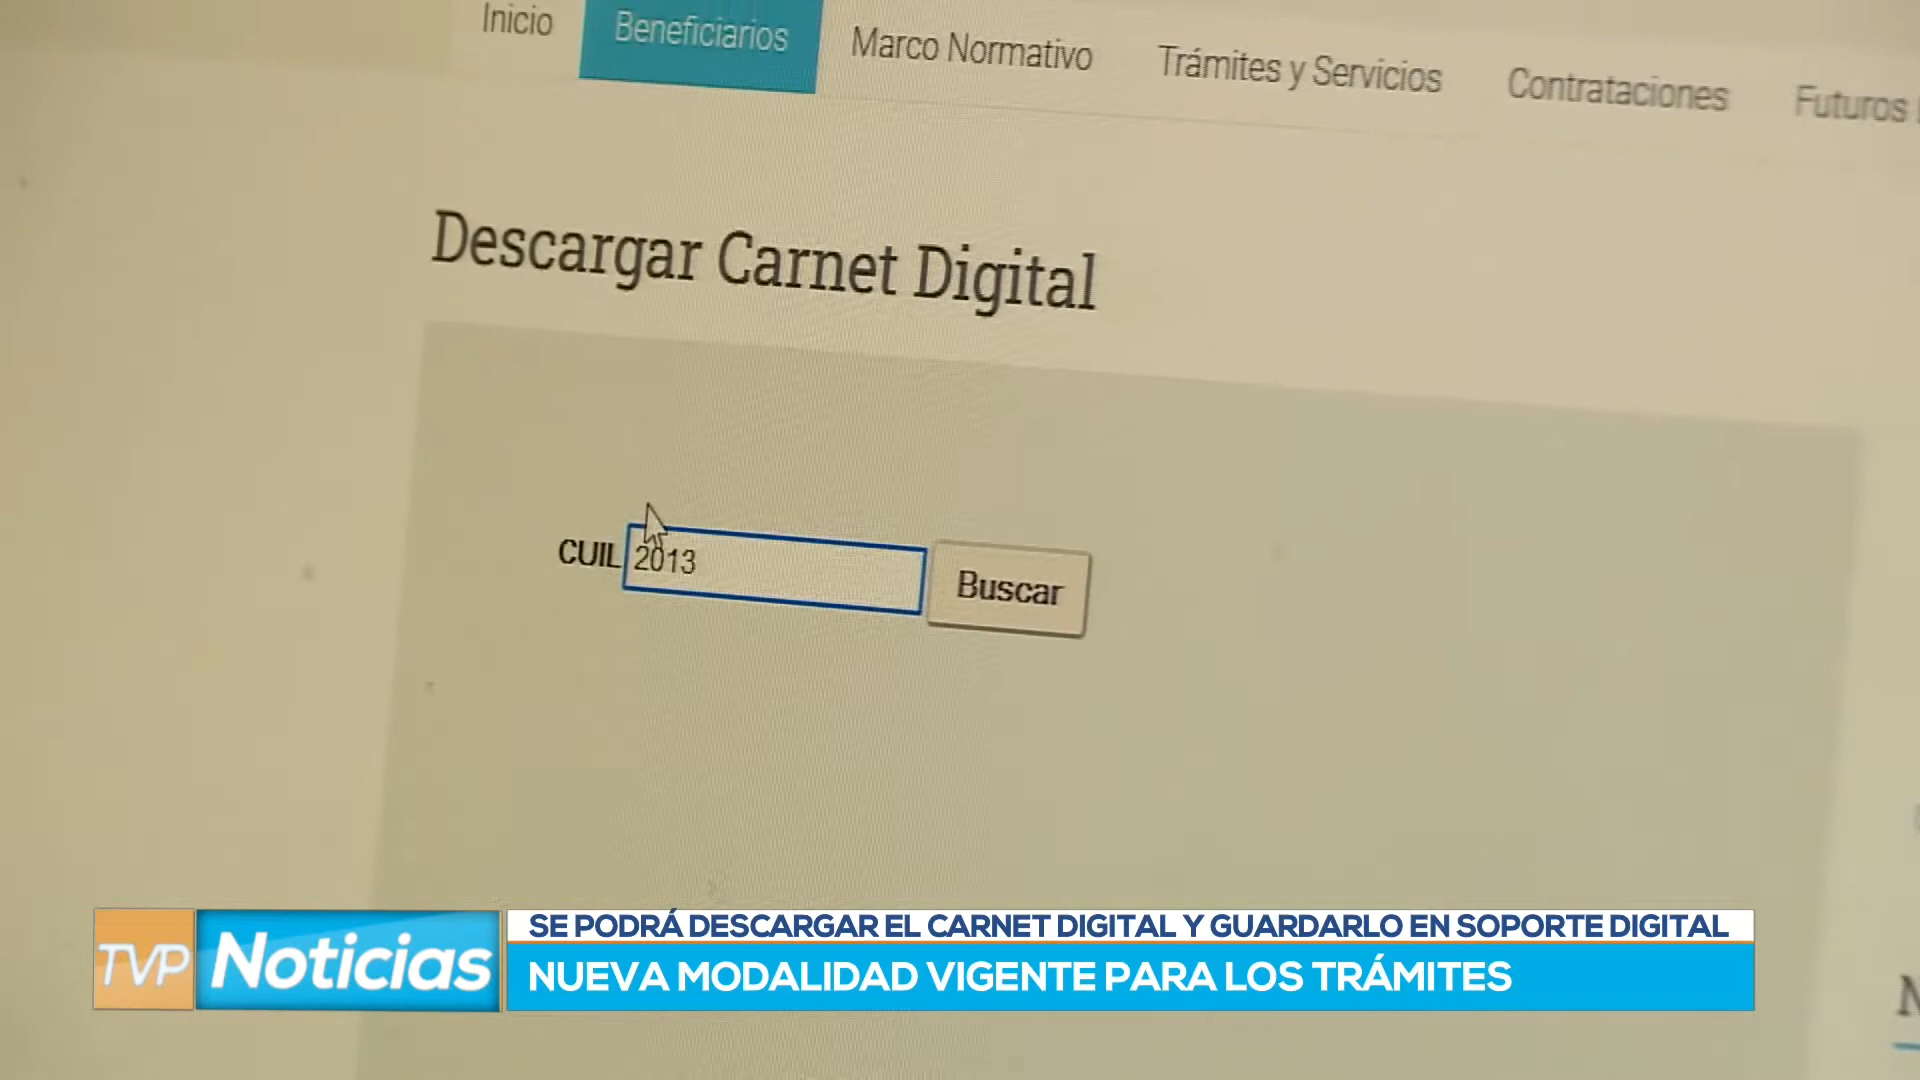 Inicio
Beneficiarios
Marco Normativo
Trámites y Servicios
Contrataciones
Futuros
Descargar Carnet Digital
CUIL 2013 Buscar
TVP Noticias
SE PODRÁ DESCARGAR EL CARNET DIGITAL Y GUARDARLO EN SOPORTE DIGITAL
NUEVA MODALIDAD VIGENTE PARA LOS TRÁMITES